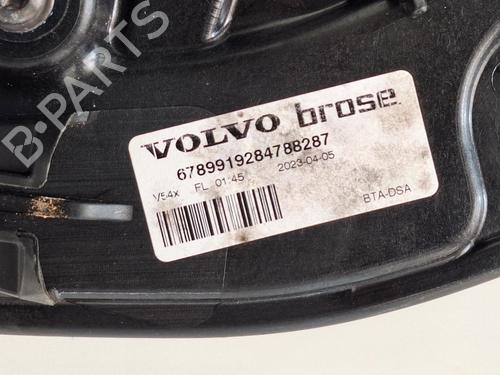 B-PARTS
VOLVO brose
6789919284788287
V54X FL 01:45 2023-04-05
BTA-DSA